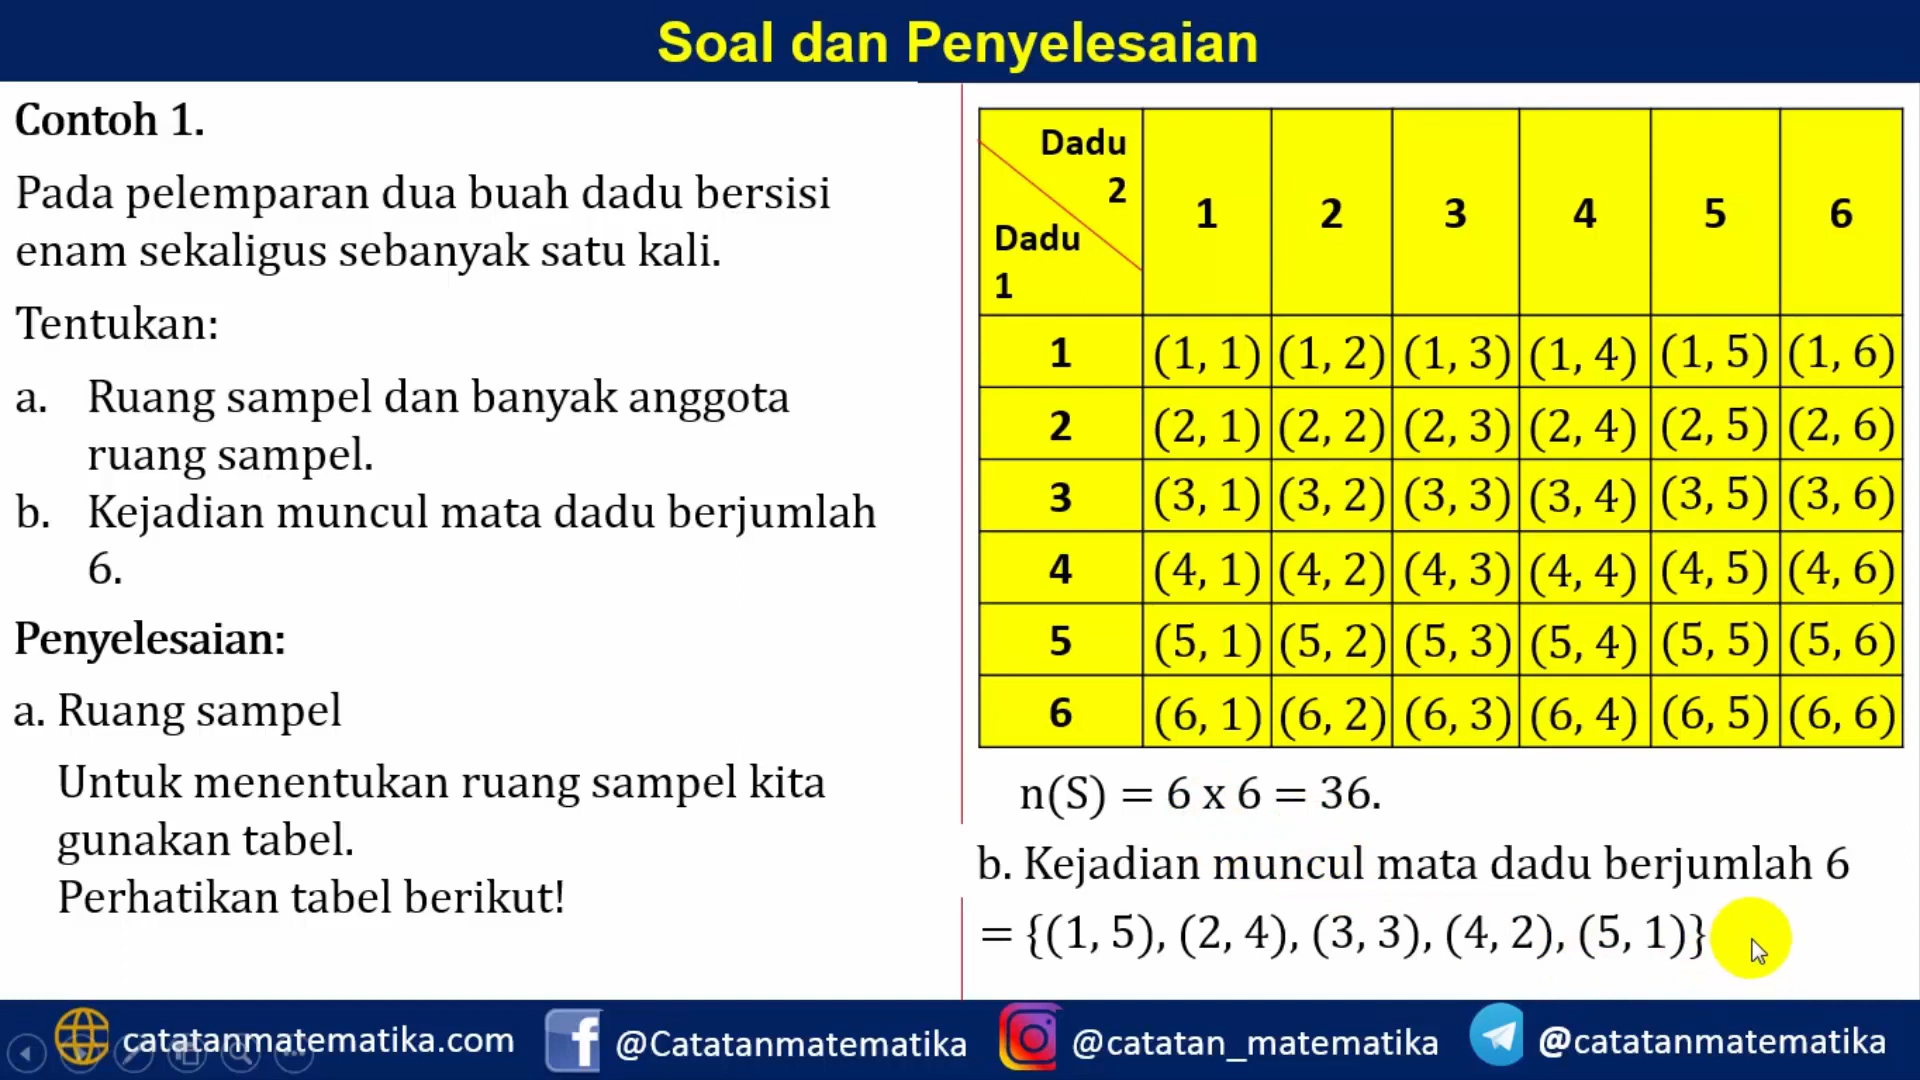 Soal dan Penyelesaian
Contoh 1.
Pada pelemparan dua buah dadu bersisi
enam sekaligus sebanyak satu kali.
Tentukan:
a. Ruang sampel dan banyak anggota
ruang sampel.
b. Kejadian muncul mata dadu berjumlah
6.
Penyelesaian:
a. Ruang sampel
Untuk menentukan ruang sampel kita
gunakan tabel.
Perhatikan tabel berikut!
Dadu
2
Dadu
1
1 2 3 4 5 6
1 (1, 1) (1, 2) (1, 3) (1, 4) (1, 5) (1, 6)
2 (2, 1) (2, 2) (2, 3) (2, 4) (2, 5) (2, 6)
3 (3, 1) (3, 2) (3, 3) (3, 4) (3, 5) (3, 6)
4 (4, 1) (4, 2) (4, 3) (4, 4) (4, 5) (4, 6)
5 (5, 1) (5, 2) (5, 3) (5, 4) (5, 5) (5, 6)
6 (6, 1) (6, 2) (6, 3) (6, 4) (6, 5) (6, 6)
n(S) = 6 x 6 = 36.
b. Kejadian muncul mata dadu berjumlah 6
= {(1, 5), (2, 4), (3, 3), (4, 2), (5, 1)}
catatanmatematika.com @Catatanmatematika @catatan_matematika @catatanmatematika